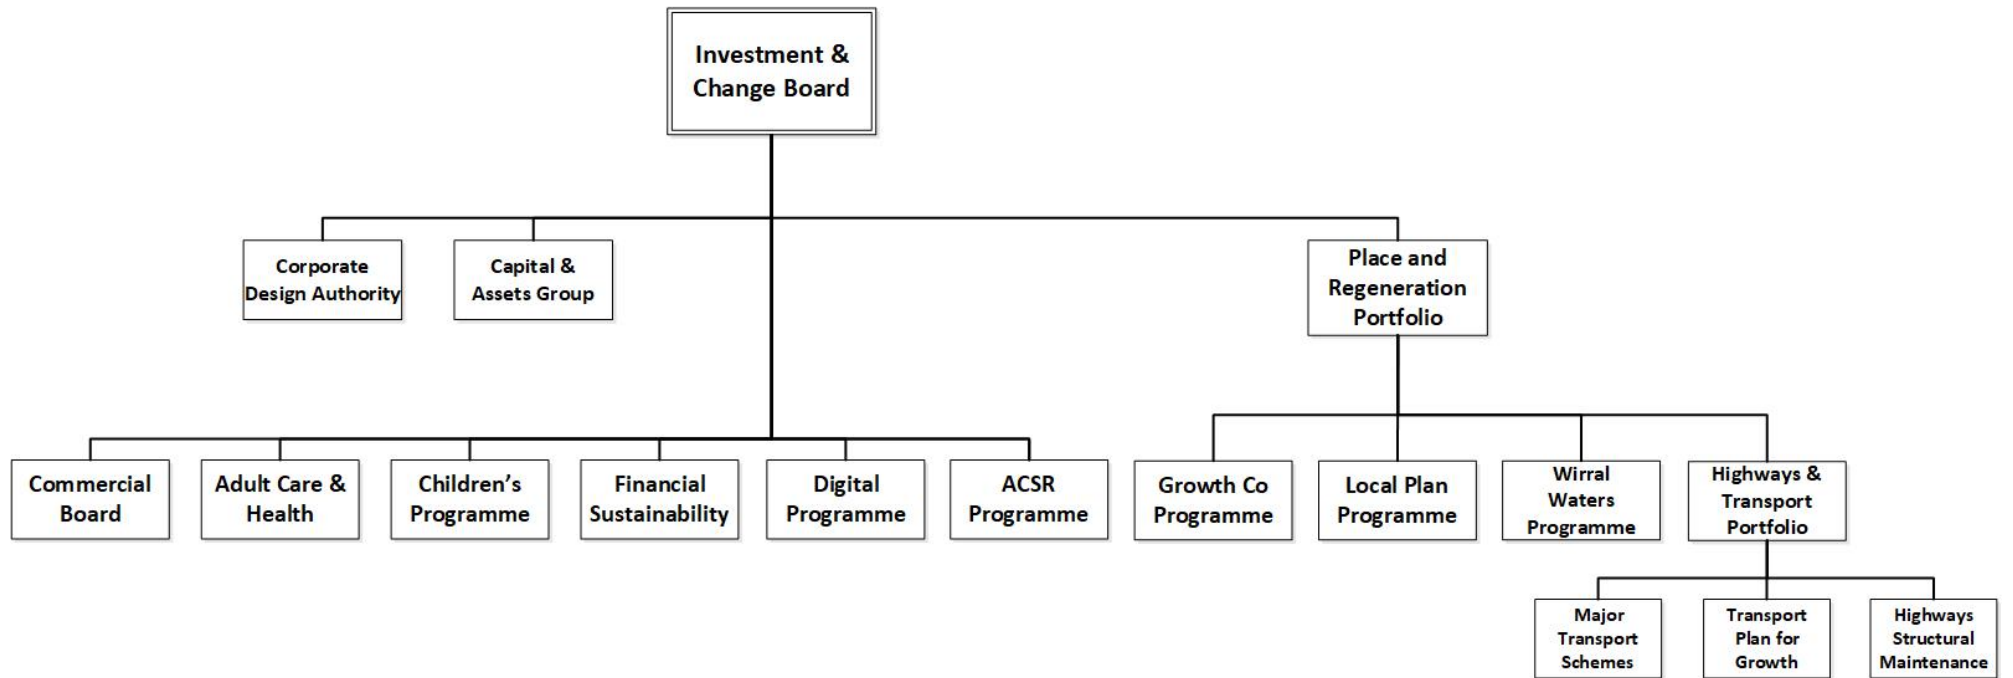 Investment &
Change Board
Corporate
Design Authority
Capital &
Assets Group
Place and
Regeneration
Portfolio
Commercial
Board
Adult Care &
Health
Children's
Programme
Financial
Sustainability
Digital
Programme
ACSR
Programme
Growth Co
Programme
Local Plan
Programme
Wirral
Waters
Programme
Highways &
Transport
Portfolio
Major
Transport
Schemes
Transport
Plan for
Growth
Highways
Structural
Maintenance